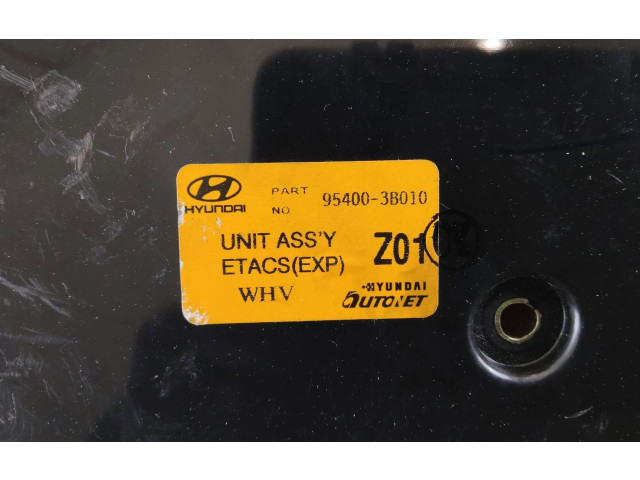 HYUNDAI
PART NO 95400-3B010
UNIT ASS'Y
ETACS(EXP)
Z01
WHV
HYUNDAI
AUTONET